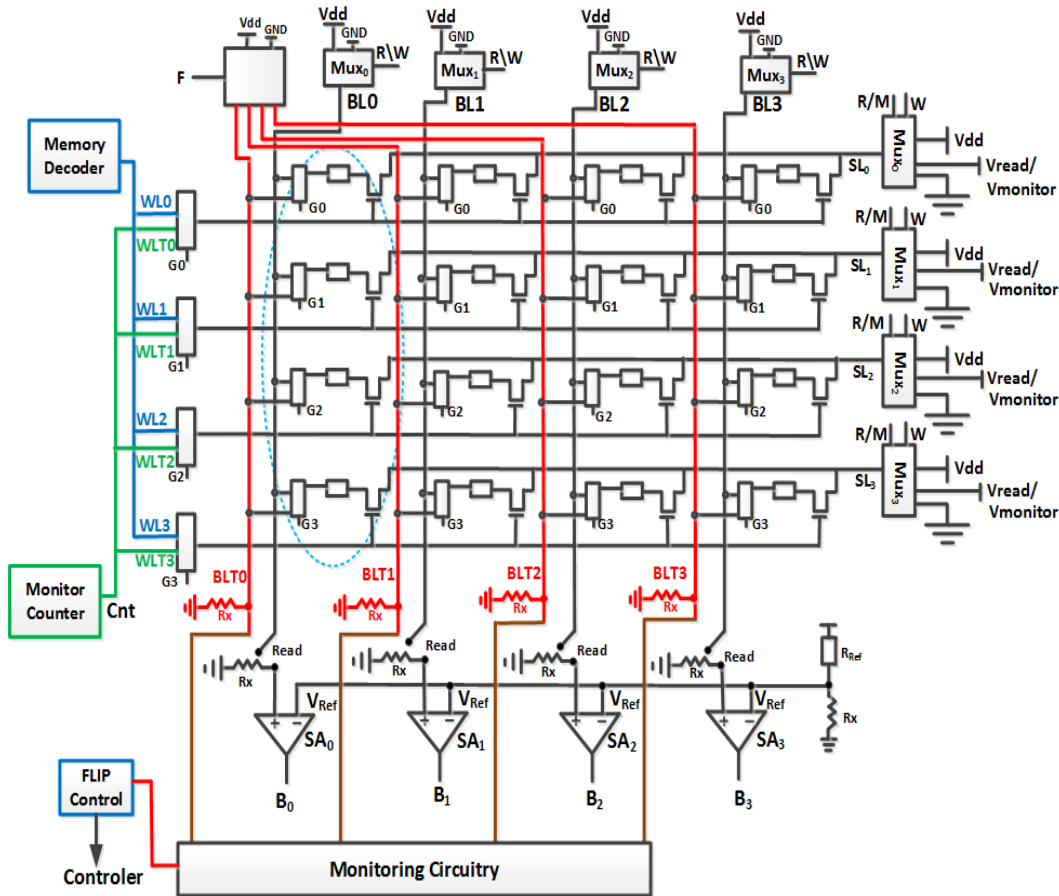 Vdd
GND
F
Vdd
GND
Mux0
R\W
BL0
Vdd
GND
Mux1
R\W
BL1
Vdd
GND
Mux2
R\W
BL2
Vdd
GND
Mux3
R\W
BL3
Memory
Decoder
WL0
WLT0
G0
WL1
WLT1
G1
WL2
WLT2
G2
WL3
WLT3
G3
Monitor
Counter
Cnt
G0
G0
G0
G0
G1
G1
G1
G1
G2
G2
G2
G2
G3
G3
G3
G3
R/M
W
SL0
Mux0
Vdd
Vread/
Vmonitor
R/M
W
SL1
Mux1
Vdd
Vread/
Vmonitor
R/M
W
SL2
Mux2
Vdd
Vread/
Vmonitor
R/M
W
SL3
Mux3
Vdd
Vread/
Vmonitor
BLT0
Rx
BLT1
Rx
BLT2
Rx
BLT3
Rx
Read
Rx
Read
Rx
Read
Rx
Read
Rx
RRef
Rx
VRef
VRef
VRef
VRef
+ −
+ −
+ −
+ −
SA0
SA1
SA2
SA3
B0
B1
B2
B3
FLIP
Control
Controler
Monitoring Circuitry